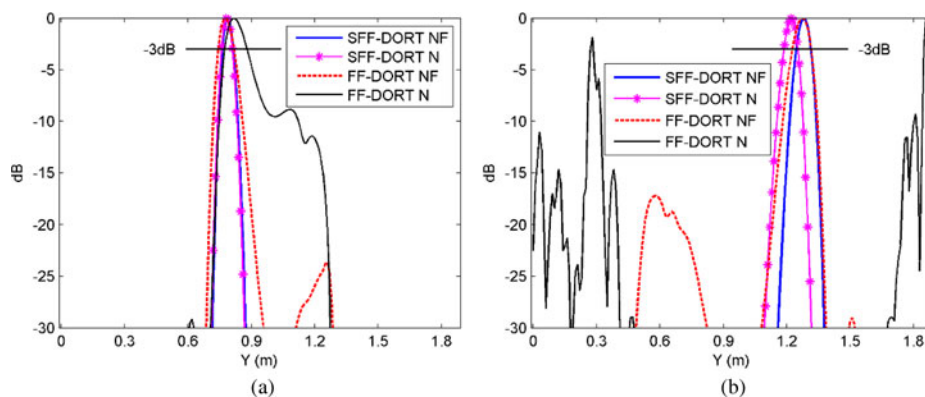 0
-5
-10
-15
-20
-25
-30
dB
-3dB
SFF-DORT NF
SFF-DORT N
FF-DORT NF
FF-DORT N
0 0.3 0.6 0.9 1.2 1.5 1.8
Y (m)
(a)
0
-5
-10
-15
-20
-25
-30
dB
-3dB
SFF-DORT NF
SFF-DORT N
FF-DORT NF
FF-DORT N
0 0.3 0.6 0.9 1.2 1.5 1.8
Y (m)
(b)